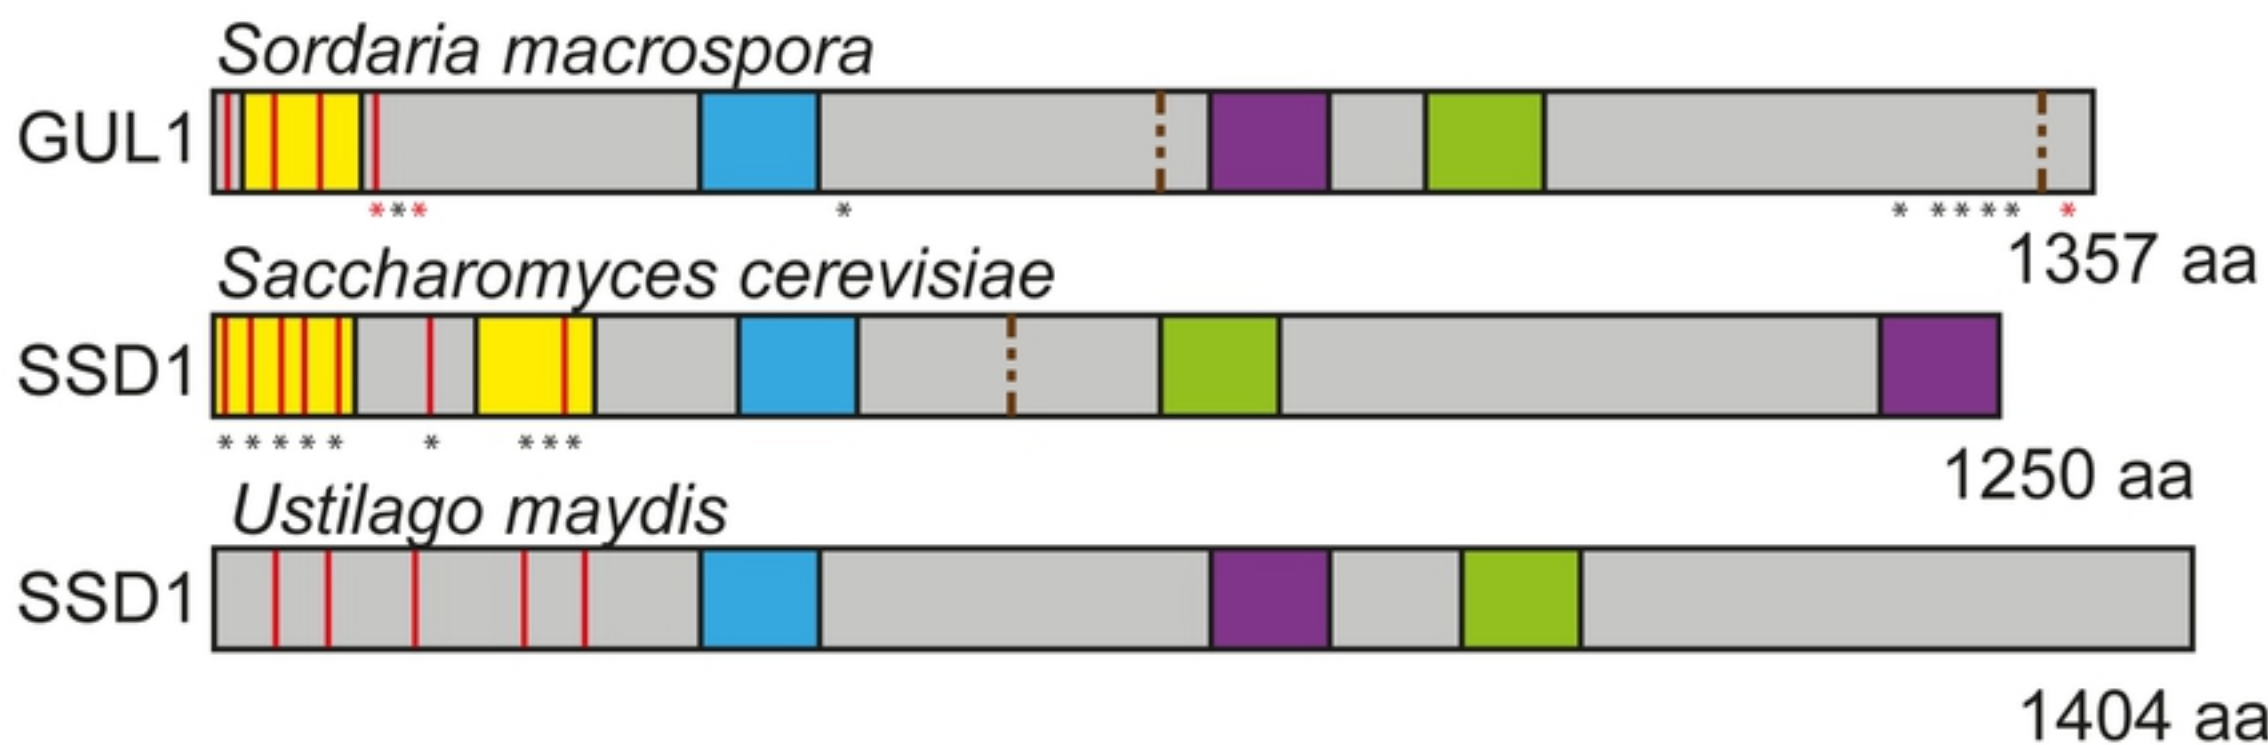 Sordaria macrospora
GUL1
* * * * * * * * * *
1357 aa
Saccharomyces cerevisiae
SSD1
* * * * * * * * *
1250 aa
Ustilago maydis
SSD1
1404 aa